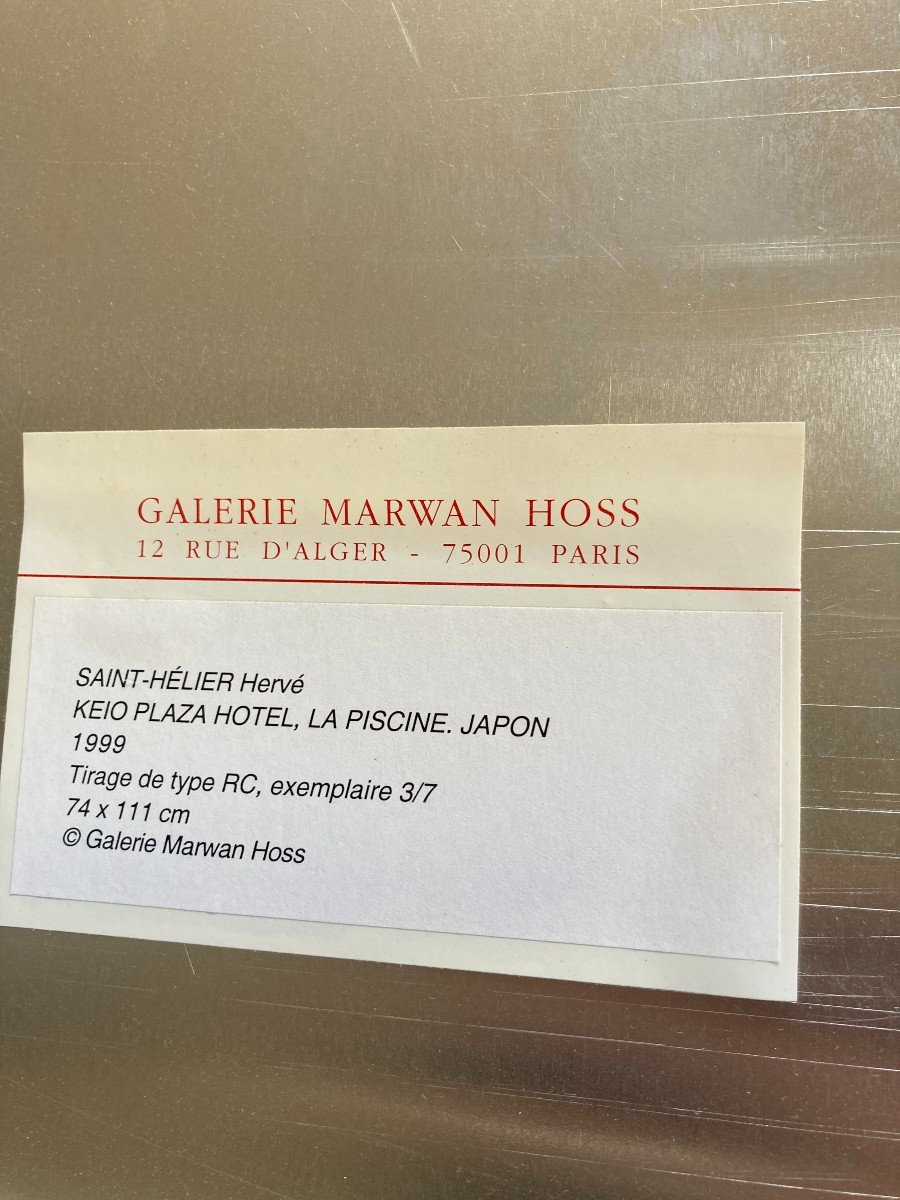 GALERIE MARWAN HOSS
12 RUE D'ALGER - 75001 PARIS
SAINT-HÉLIER Hervé
KEIO PLAZA HOTEL, LA PISCINE. JAPON
1999
Tirage de type RC, exemplaire 3/7
74 x 111 cm
© Galerie Marwan Hoss